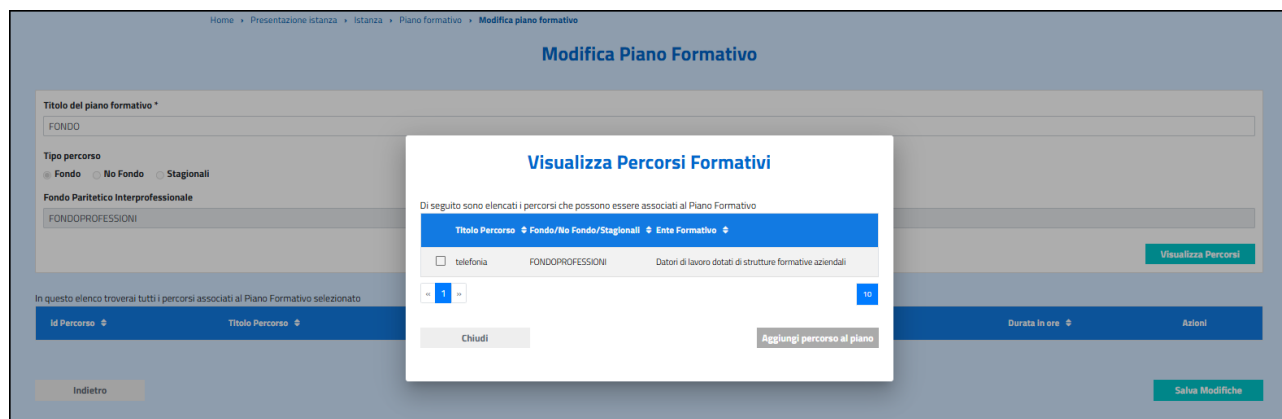 Home › Presentazione istanza › Istanza › Piano formativo › Modifica piano formativo
Modifica Piano Formativo
Titolo del piano formativo *
FONDO
Tipo percorso
Fondo No Fondo Stagionali
Fondo Paritetico Interprofessionale
FONDOPROFESSIONI
Visualizza Percorsi
In questo elenco troverai tutti i percorsi associati al Piano Formativo selezionato
Id Percorso Titolo Percorso Durata in ore Azioni
Indietro
Salva Modifiche
Visualizza Percorsi Formativi
Di seguito sono elencati i percorsi che possono essere associati al Piano Formativo
Titolo Percorso Fondo/No Fondo/Stagionali Ente Formativo
telefonia FONDOPROFESSIONI Datori di lavoro dotati di strutture formative aziendali
« 1 » 10
Chiudi Aggiungi percorso al piano